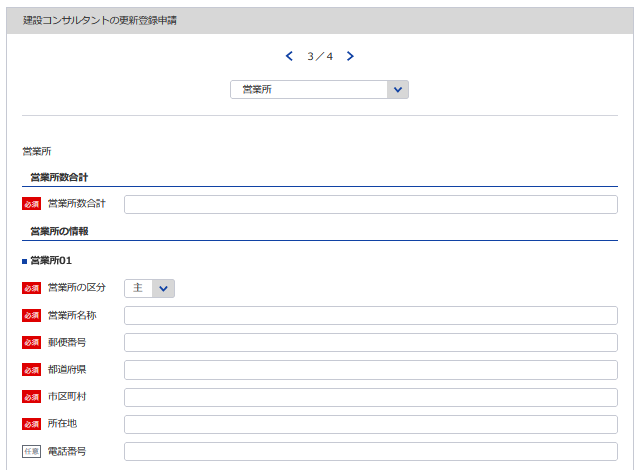 建設コンサルタントの更新登録申請
3／4
営業所
営業所
営業所数合計
必須 営業所数合計
営業所の情報
営業所01
必須 営業所の区分 主
必須 営業所名称
必須 郵便番号
必須 都道府県
必須 市区町村
必須 所在地
任意 電話番号